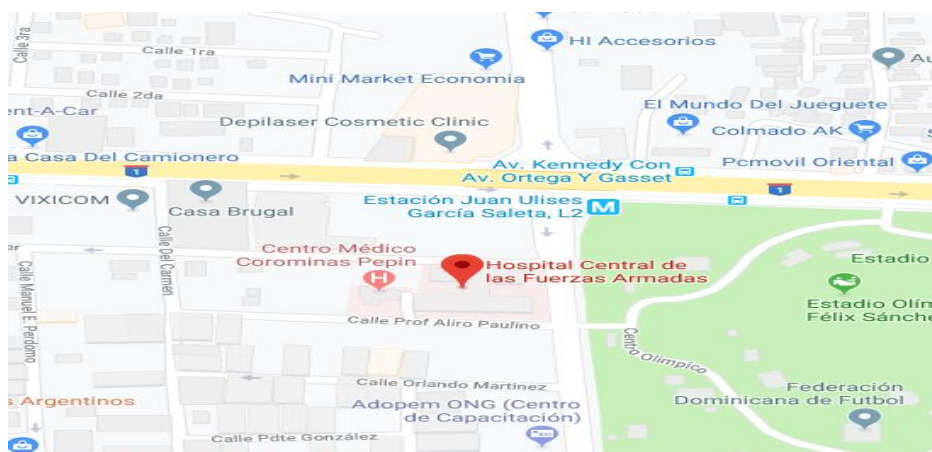 Calle 3ra
Calle 1ra
HI Accesorios
Mini Market Economia
Calle 2da
El Mundo Del Jueguete
ent-A-Car
Depilaser Cosmetic Clinic
Colmado AK
a Casa Del Camionero
Av. Kennedy Con
Av. Ortega Y Gasset
Pcmovil Oriental
1
1
VIXICOM
Casa Brugal
Estación Juan Ulises
García Saleta, L2
M
Calle Manuel E. Perdomo
Calle Del Carmen
Centro Médico
Corominas Pepin
H
Hospital Central de
las Fuerzas Armadas
Estadio
Estadio Olím
Félix Sánche
Calle Prof Aliro Paulino
Centro Olímpico
Calle Orlando Martinez
Federación
Dominicana de Futbol
s Argentinos
Adopem ONG (Centro
de Capacitación)
Calle Pdte González